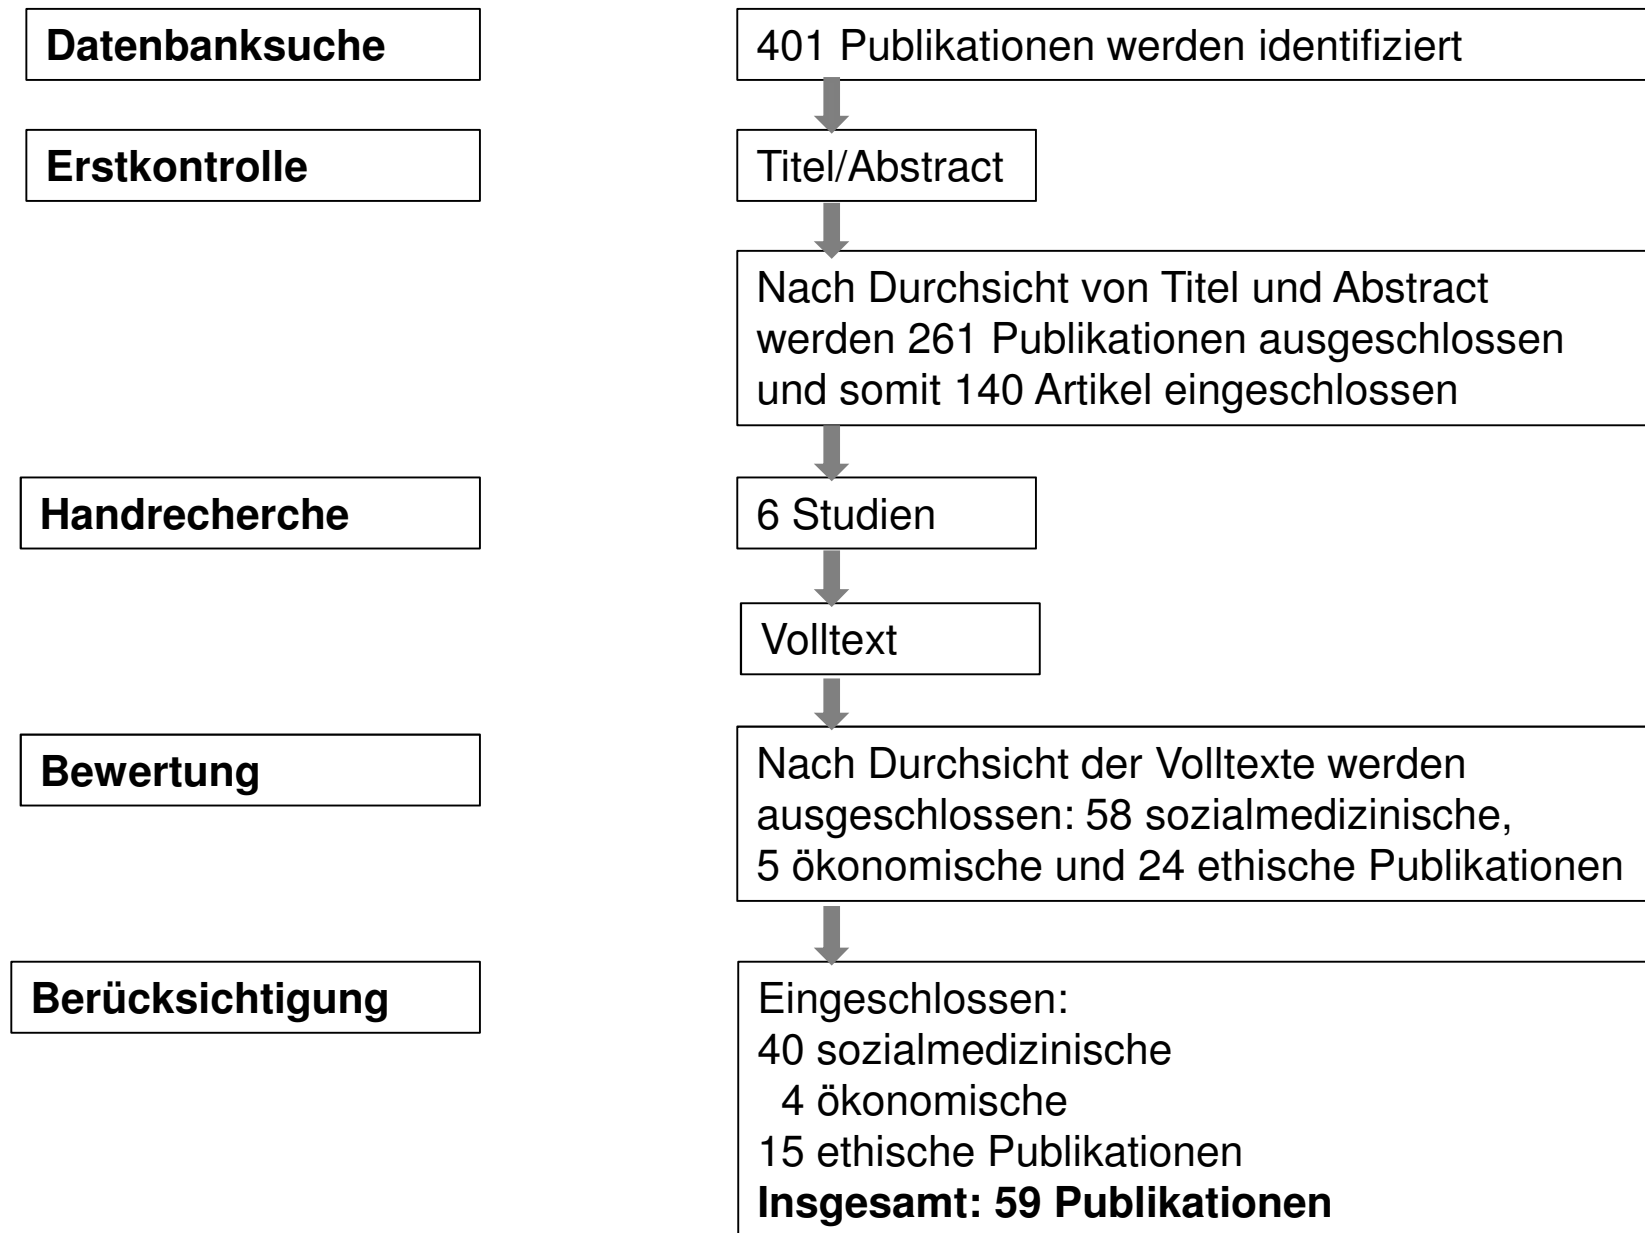 Datenbanksuche
401 Publikationen werden identifiziert
Erstkontrolle
Titel/Abstract
Nach Durchsicht von Titel und Abstract
werden 261 Publikationen ausgeschlossen
und somit 140 Artikel eingeschlossen
Handrecherche
6 Studien
Volltext
Bewertung
Nach Durchsicht der Volltexte werden
ausgeschlossen: 58 sozialmedizinische,
5 ökonomische und 24 ethische Publikationen
Berücksichtigung
Eingeschlossen:
40 sozialmedizinische
4 ökonomische
15 ethische Publikationen
Insgesamt: 59 Publikationen